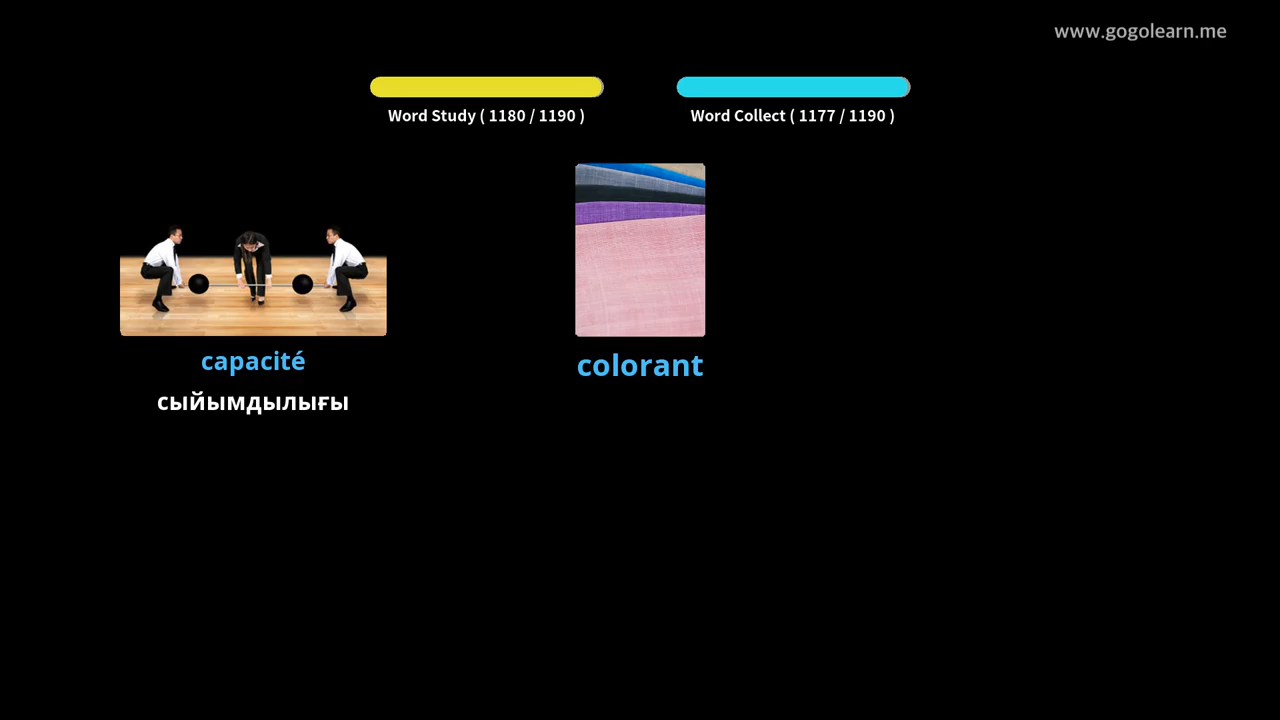 www.gogolearn.me
Word Study ( 1180 / 1190 )
Word Collect ( 1177 / 1190 )
capacité
сыйымдылығы
colorant